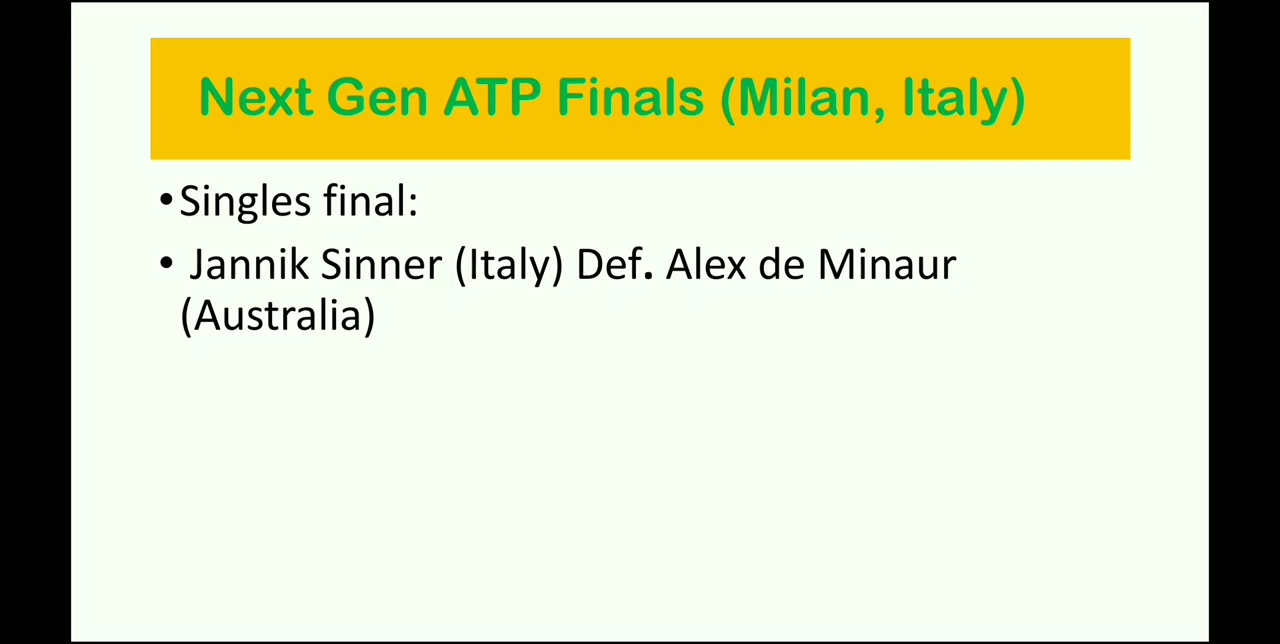 Next Gen ATP Finals (Milan, Italy)
•Singles final:
• Jannik Sinner (Italy) Def. Alex de Minaur
(Australia)